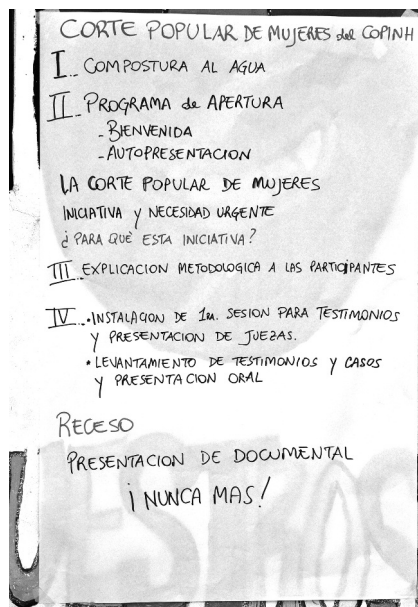 CORTE POPULAR DE MUJERES del COPINH
I... COMPOSTURA AL AGUA
II.. PROGRAMA de APERTURA
- BIENVENIDA
- AUTOPRESENTACION
LA CORTE POPULAR DE MUJERES
INICIATIVA y NECESIDAD URGENTE
¿PARA QUÉ ESTA INICIATIVA?
III.. EXPLICACION METODOLOGICA A LAS PARTICIPANTES
IV... • INSTALACION DE 1ra. SESION PARA TESTIMONIOS
y PRESENTACION DE JUEZAS.
• LEVANTAMIENTO DE TESTIMONIOS y CASOS
y PRESENTACION ORAL
RECESO
PRESENTACION DE DOCUMENTAL
¡NUNCA MAS!